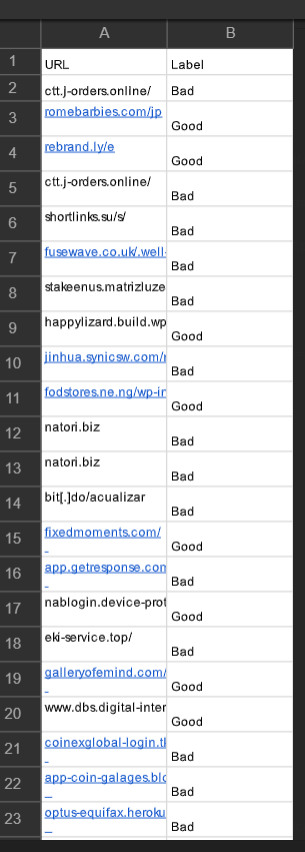 A B
1 URL Label
2 ctt.j-orders.online/ Bad
3 romebarbies.com/jp Good
4 rebrand.ly/e Good
5 ctt.j-orders.online/ Bad
6 shortlinks.su/s/ Bad
7 fusewave.co.uk/.well- Bad
8 stakeenus.matrizluze Bad
9 happylizard.build.wp Good
10 jinhua.synicsw.com/r Bad
11 fodstores.ne.ng/wp-in Good
12 natori.biz Bad
13 natori.biz Bad
14 bit[.]do/acualizar Bad
15 fixedmoments.com/ Good
16 app.getresponse.com Bad
17 nablogin.device-prot Good
18 eki-service.top/ Bad
19 galleryofemind.com/ Good
20 www.dbs.digital-inter Good
21 coinexglobal-login.tl Bad
22 app-coin-galages.blo Bad
23 optus-equifax.heroku Bad